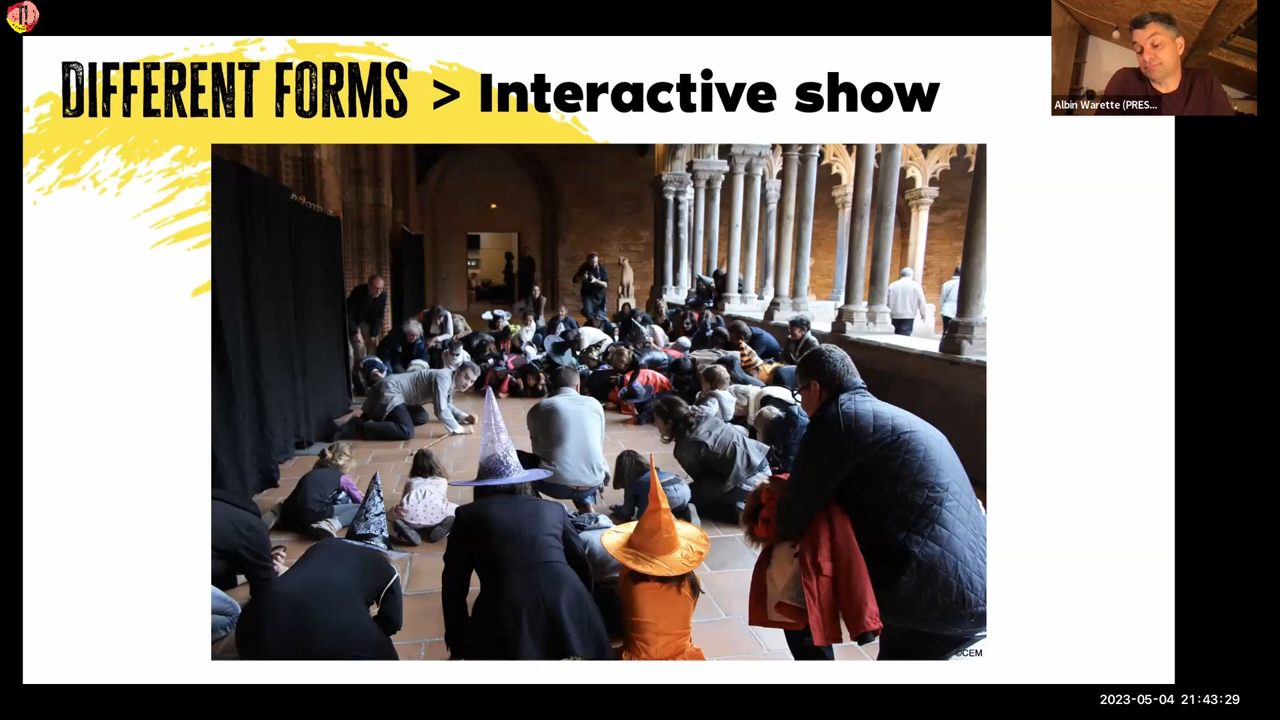 DIFFERENT FORMS > Interactive show
Albin Warette (PRES...
©CEM
2023-05-04 21:43:29